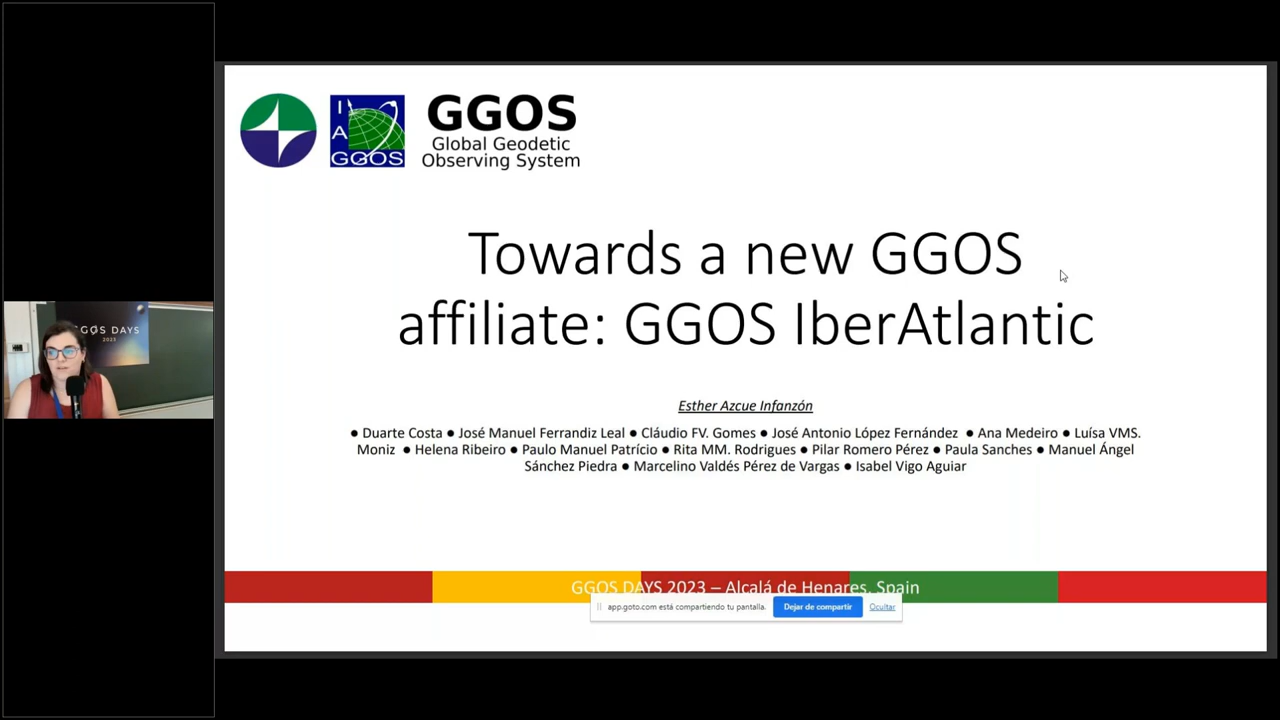 GGOS DAYS
2023
I
A
GGOS
GGOS
Global Geodetic
Observing System
Towards a new GGOS
affiliate: GGOS IberAtlantic
Esther Azcue Infanzón
● Duarte Costa ● José Manuel Ferrandiz Leal ● Cláudio FV. Gomes ● José Antonio López Fernández ● Ana Medeiro ● Luísa VMS.
Moniz ● Helena Ribeiro ● Paulo Manuel Patrício ● Rita MM. Rodrigues ● Pilar Romero Pérez ● Paula Sanches ● Manuel Ángel
Sánchez Piedra ● Marcelino Valdés Pérez de Vargas ● Isabel Vigo Aguiar
GGOS DAYS 2023 – Alcalá de Henares, Spain
app.goto.com está compartiendo tu pantalla. Dejar de compartir Ocultar